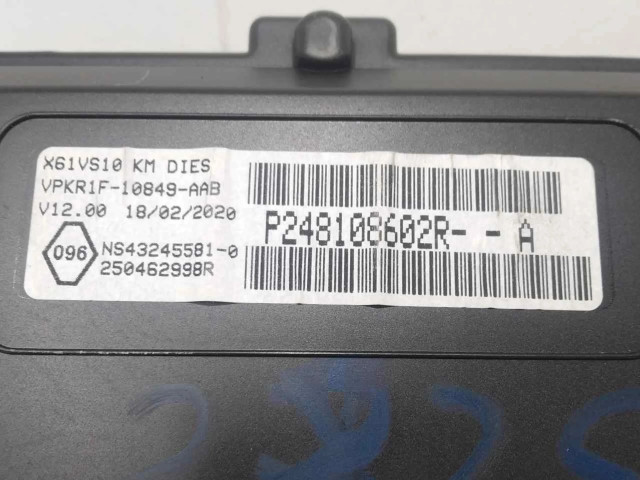 X61VS10 KM DIES
VPKR1F-10849-AAB
V12.00 18/02/2020
096
NS43245581-0
250462998R
P248108602R- - A